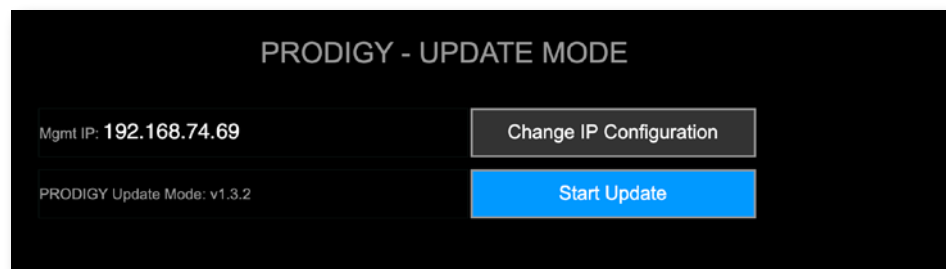 PRODIGY - UPDATE MODE
Mgmt IP: 192.168.74.69
Change IP Configuration
PRODIGY Update Mode: v1.3.2
Start Update